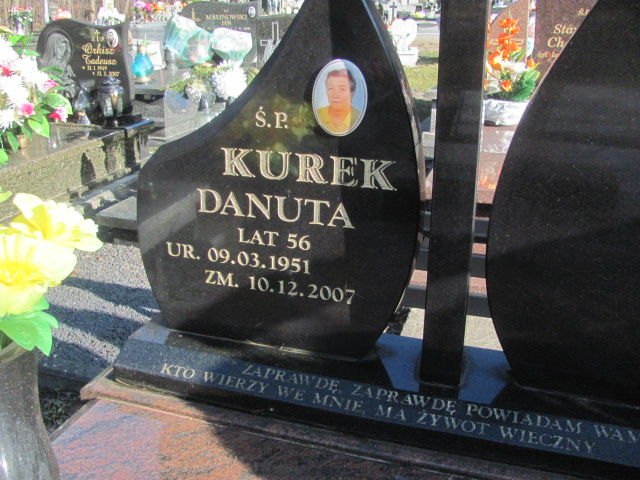 Ś.P.
KUREK
DANUTA
LAT 56
UR. 09.03.1951
ZM. 10.12.2007
ZAPRAWDĘ, ZAPRAWDĘ POWIADAM WAM
KTO WIERZY WE MNIE, MA ŻYWOT WIECZNY
Orkisz
Tadeusz
MALINOWSKI
JAN